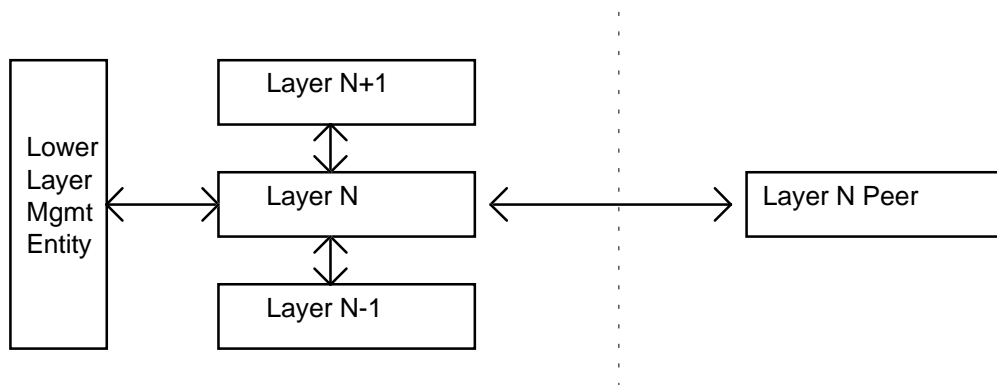 Layer N+1
Lower
Layer
Mgmt
Entity
Layer N
Layer N Peer
Layer N-1